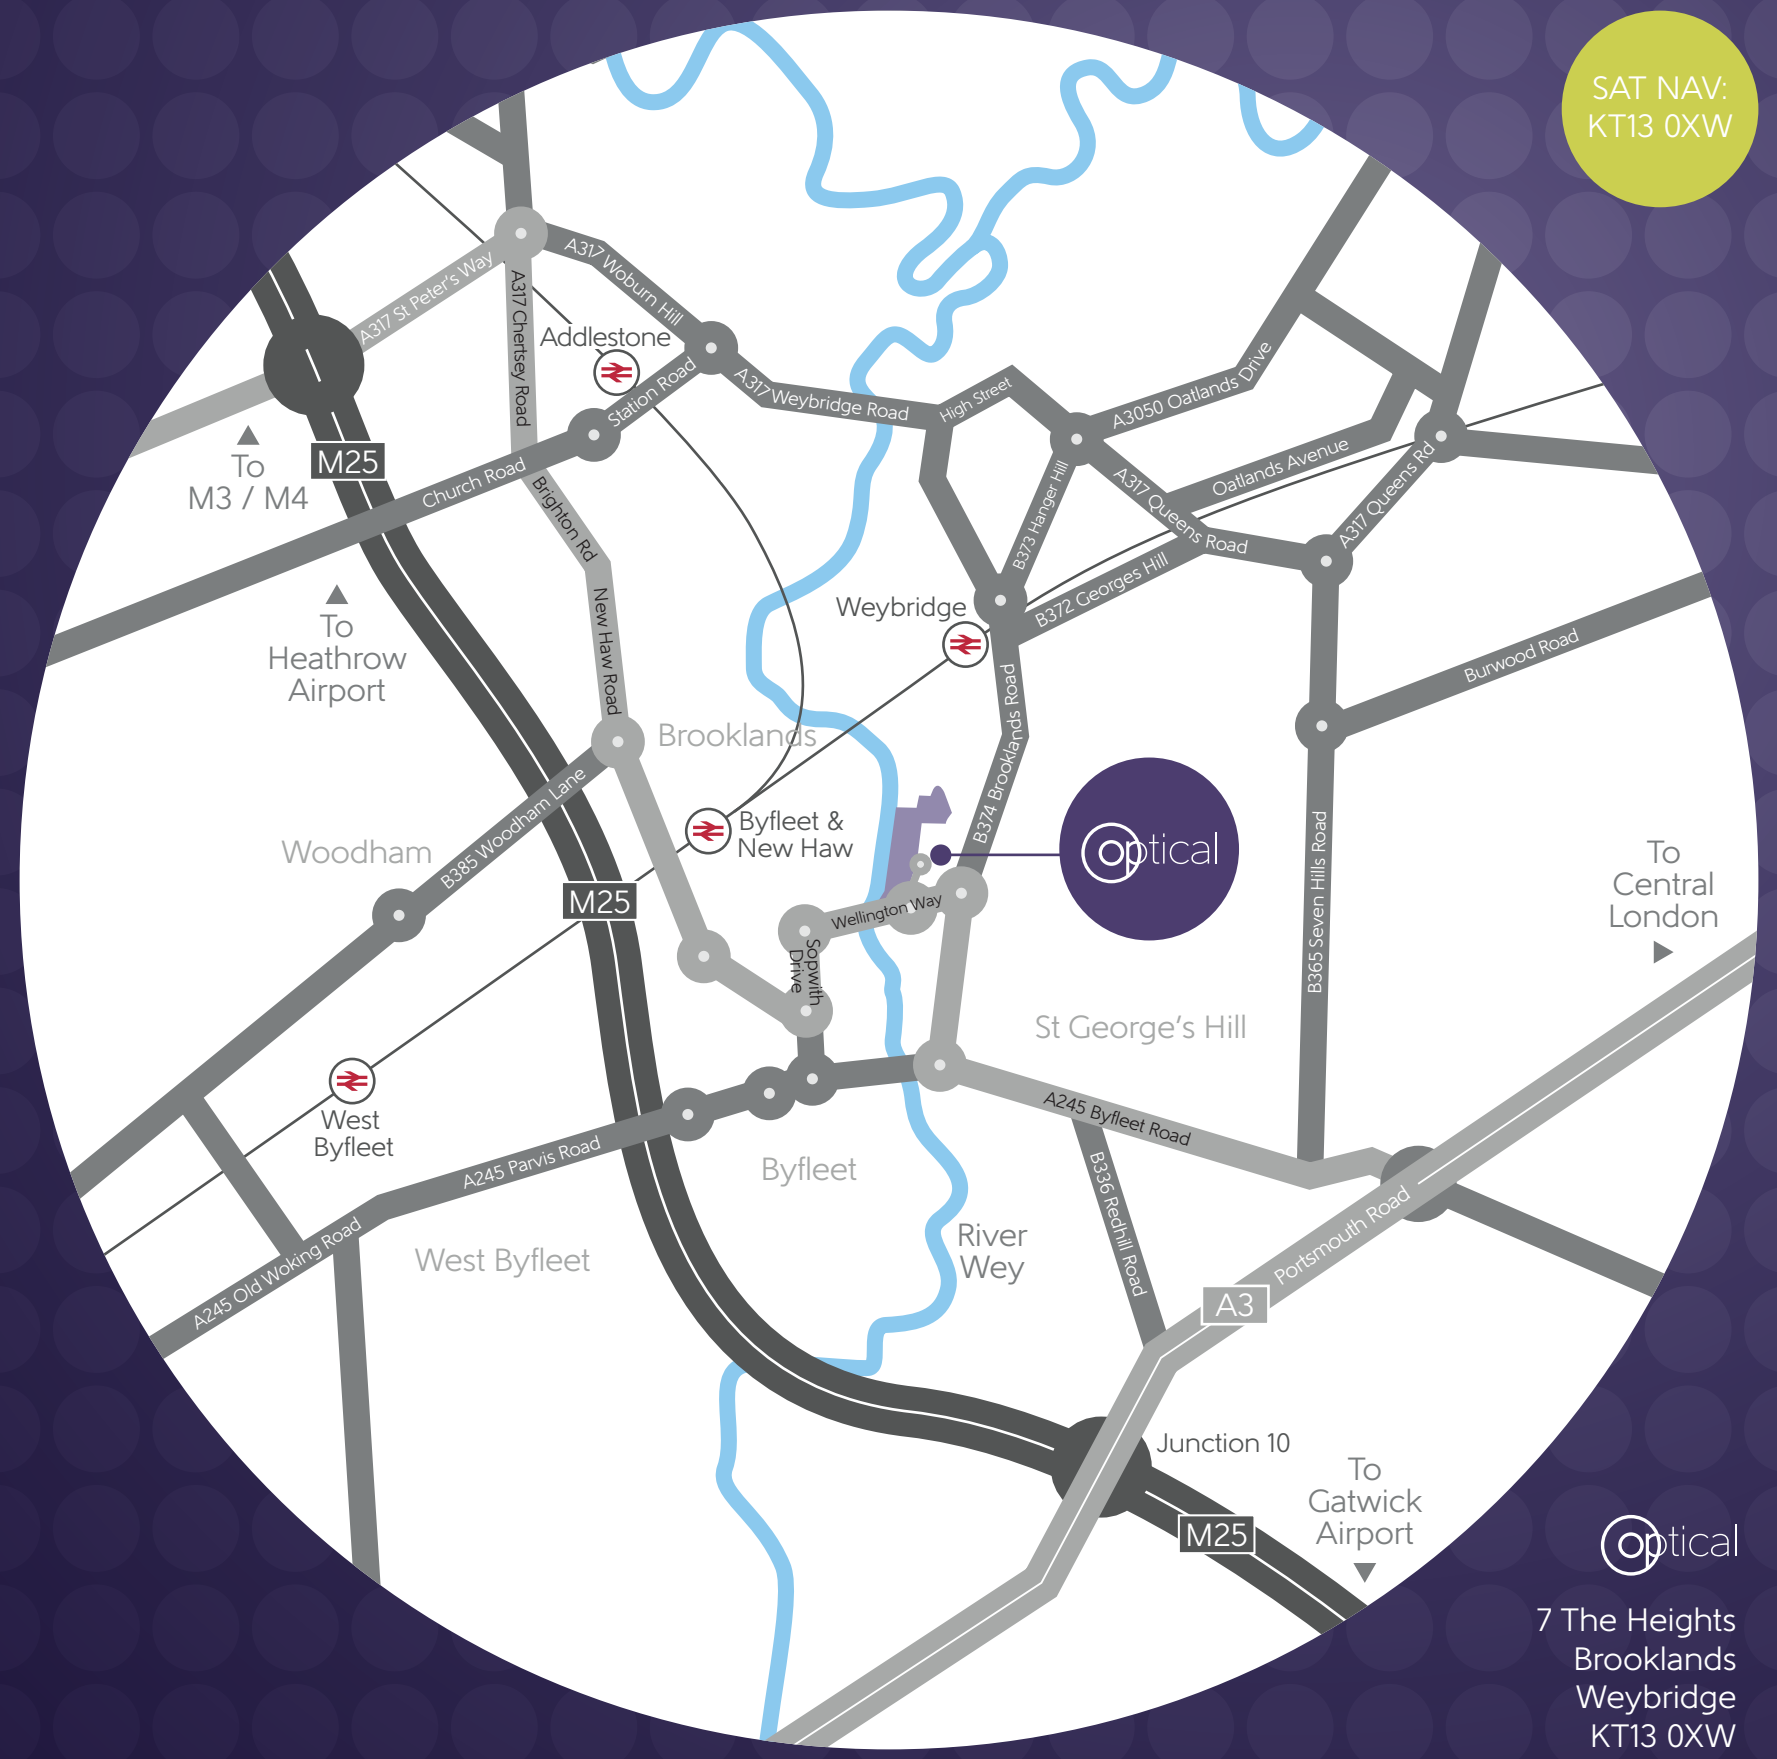 SAT NAV:
KT13 0XW
A317 St Peter's Way
A317 Woburn Hill
A317 Chertsey Road
Addlestone
Station Road
A317 Weybridge Road
High Street
A3050 Oatlands Drive
To
M3 / M4
M25
Church Road
Brighton Rd
B373 Hanger Hill
A317 Queens Road
Oatlands Avenue
A317 Queens Rd
To
Heathrow
Airport
New Haw Road
Weybridge
B372 Georges Hill
Burwood Road
Brooklands
B374 Brooklands Road
Woodham
B385 Woodham Lane
Byfleet &
New Haw
Optical
M25
Wellington Way
Sopwith
Drive
B365 Seven Hills Road
To
Central
London
St George's Hill
West
Byfleet
A245 Parvis Road
A245 Byfleet Road
Byfleet
B336 Redhill Road
River
Wey
A245 Old Woking Road
West Byfleet
Portsmouth Road
A3
Junction 10
M25
To
Gatwick
Airport
Optical
7 The Heights
Brooklands
Weybridge
KT13 0XW